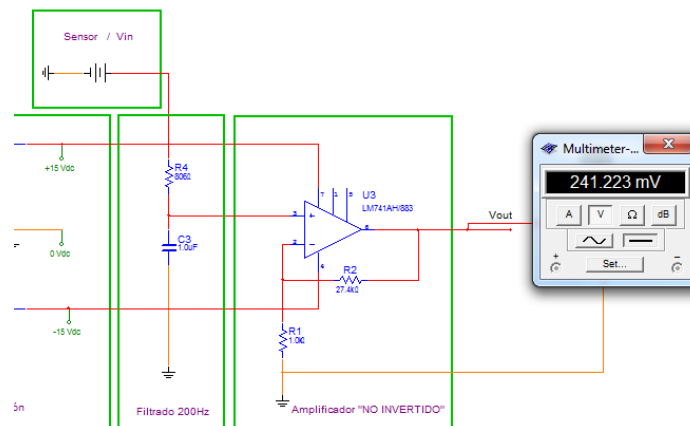 Sensor / Vin
+15 Vdc
0 Vdc
-15 Vdc
ón
R4
806Ω
C3
1.0uF
Filtrado 200Hz
U3
LM741AH/883
7
1
5
3
2
6
4
R2
27.4kΩ
R1
1.0kΩ
Amplificador "NO INVERTIDO"
Vout
Multimeter-...
241.223 mV
A V Ω dB
+ Set... −